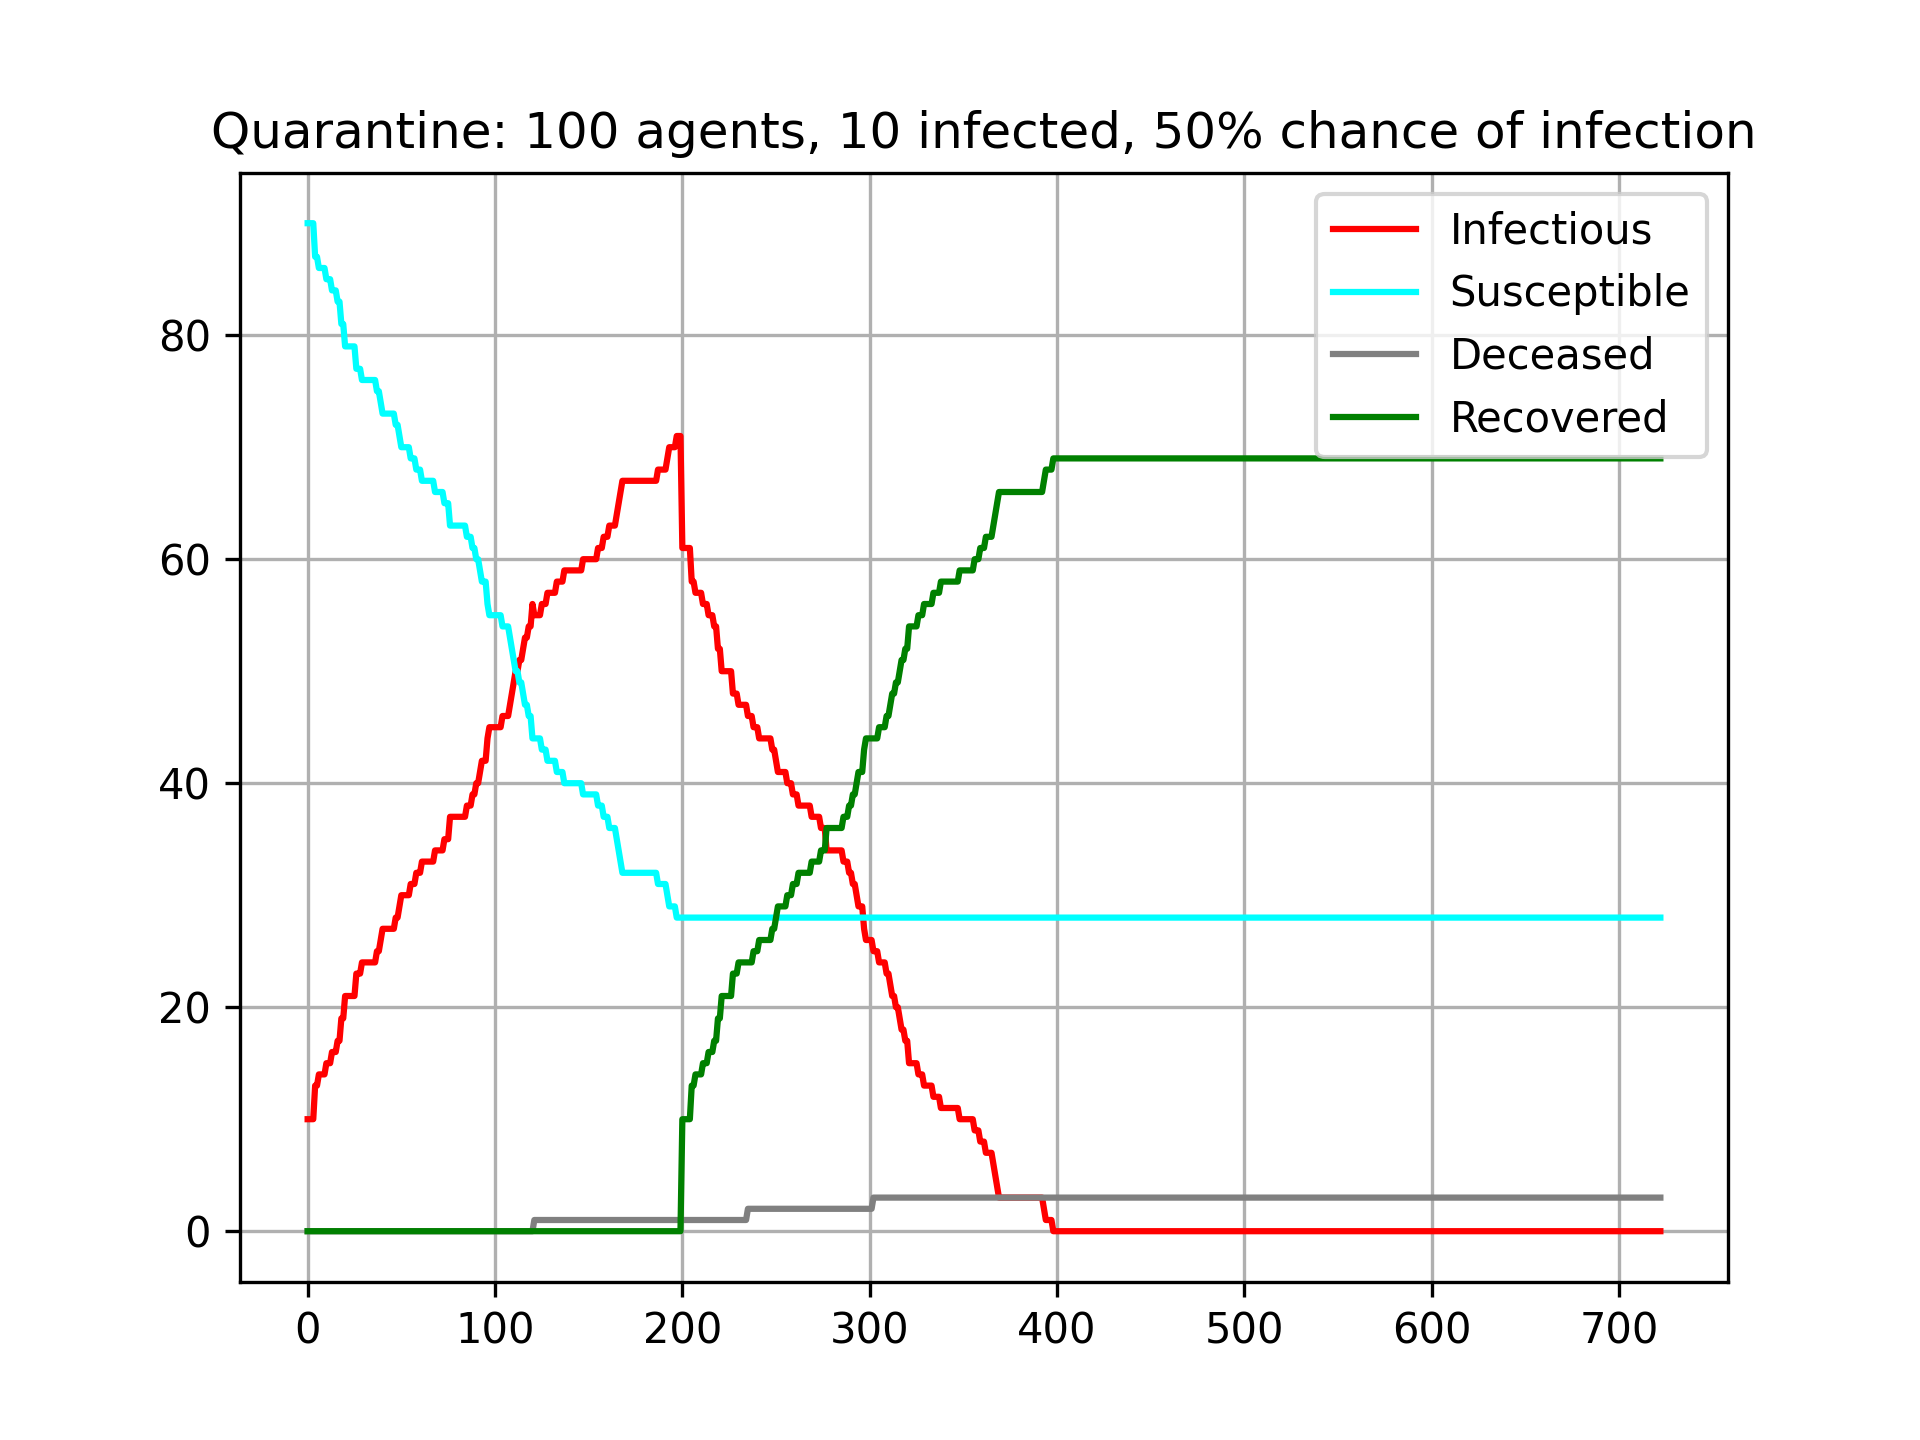 Quarantine: 100 agents, 10 infected, 50% chance of infection
Infectious
Susceptible
Deceased
Recovered
80
60
40
20
0
0 100 200 300 400 500 600 700